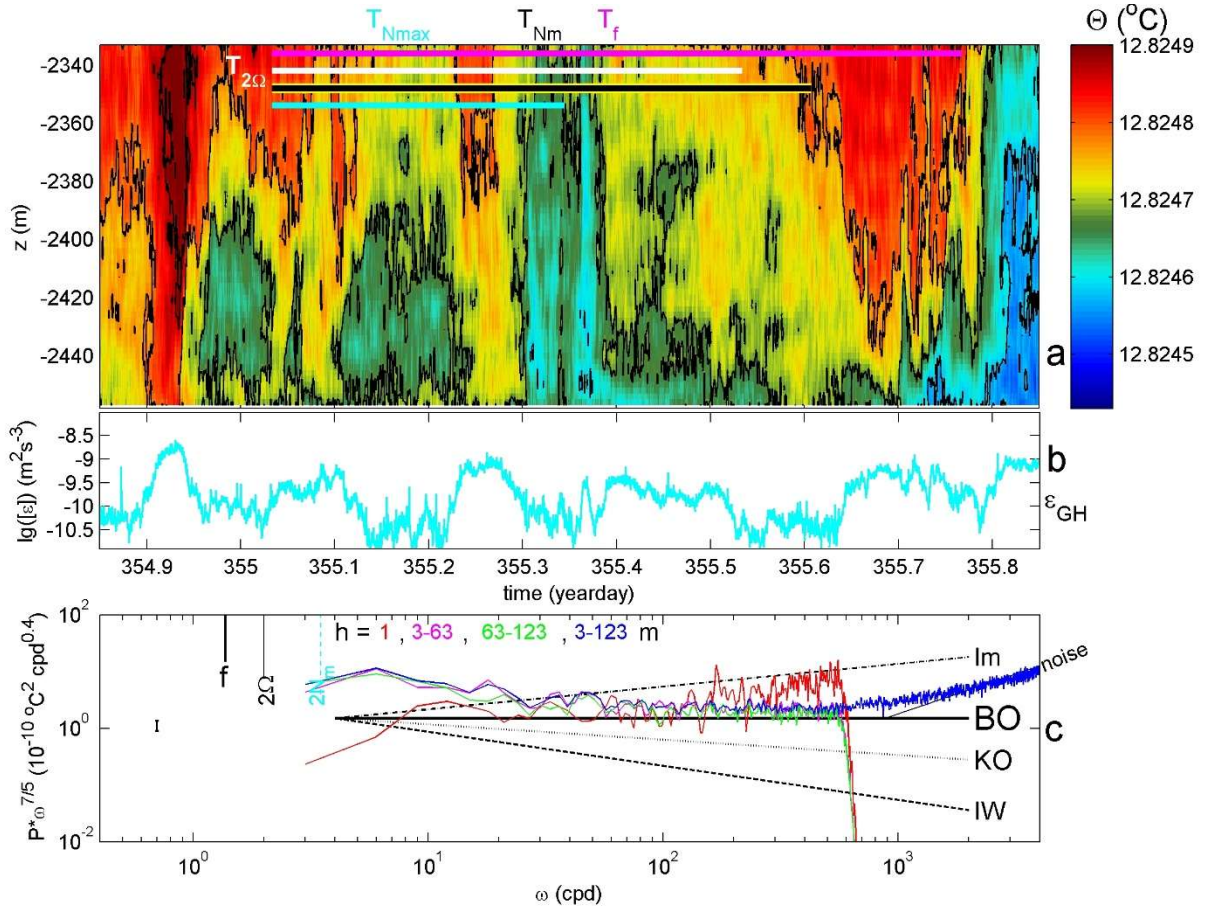 T_Nmax T_Nm T_f Θ (°C)
T_2Ω
-2340
-2360
-2380
-2400
-2420
-2440
z (m)
12.8249
12.8248
12.8247
12.8246
12.8245
a
-8.5
-9
-9.5
-10
-10.5
lg([ε]) (m²s⁻³)
b
ε_GH
354.9 355 355.1 355.2 355.3 355.4 355.5 355.6 355.7 355.8
time (yearday)
10²
10⁰
10⁻²
P*ω^7/5 (10⁻¹⁰ °C² cpd^0.4)
h = 1 , 3-63 , 63-123 , 3-123 m
f
2Ω
2N_m
I
Im
noise
BO
KO
IW
c
10⁰ 10¹ 10² 10³
ω (cpd)